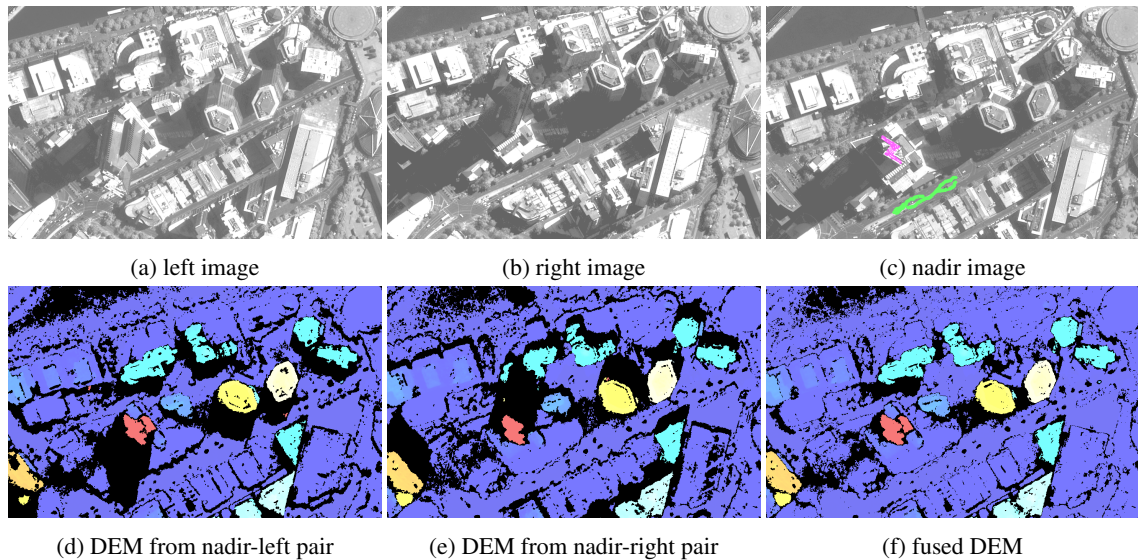 (a) left image
(b) right image
(c) nadir image
(d) DEM from nadir-left pair
(e) DEM from nadir-right pair
(f) fused DEM